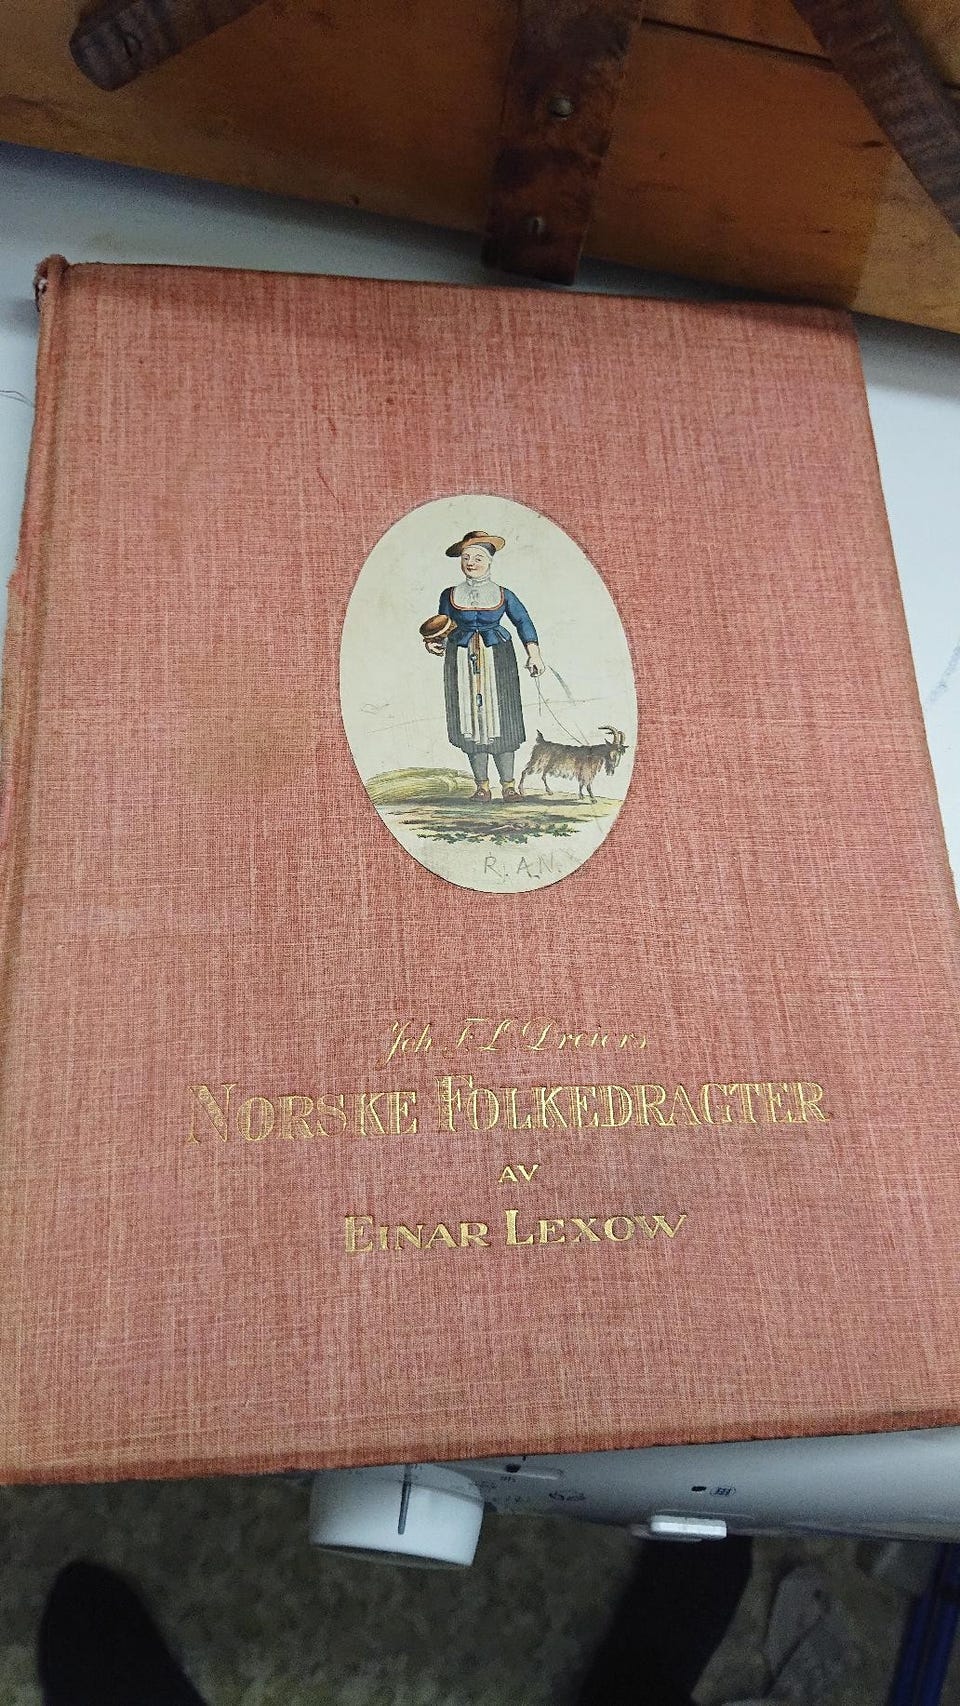 R. A. N.
Joh F L Dreiers
NORSKE FOLKEDRAGTER
AV
EINAR LEXOW